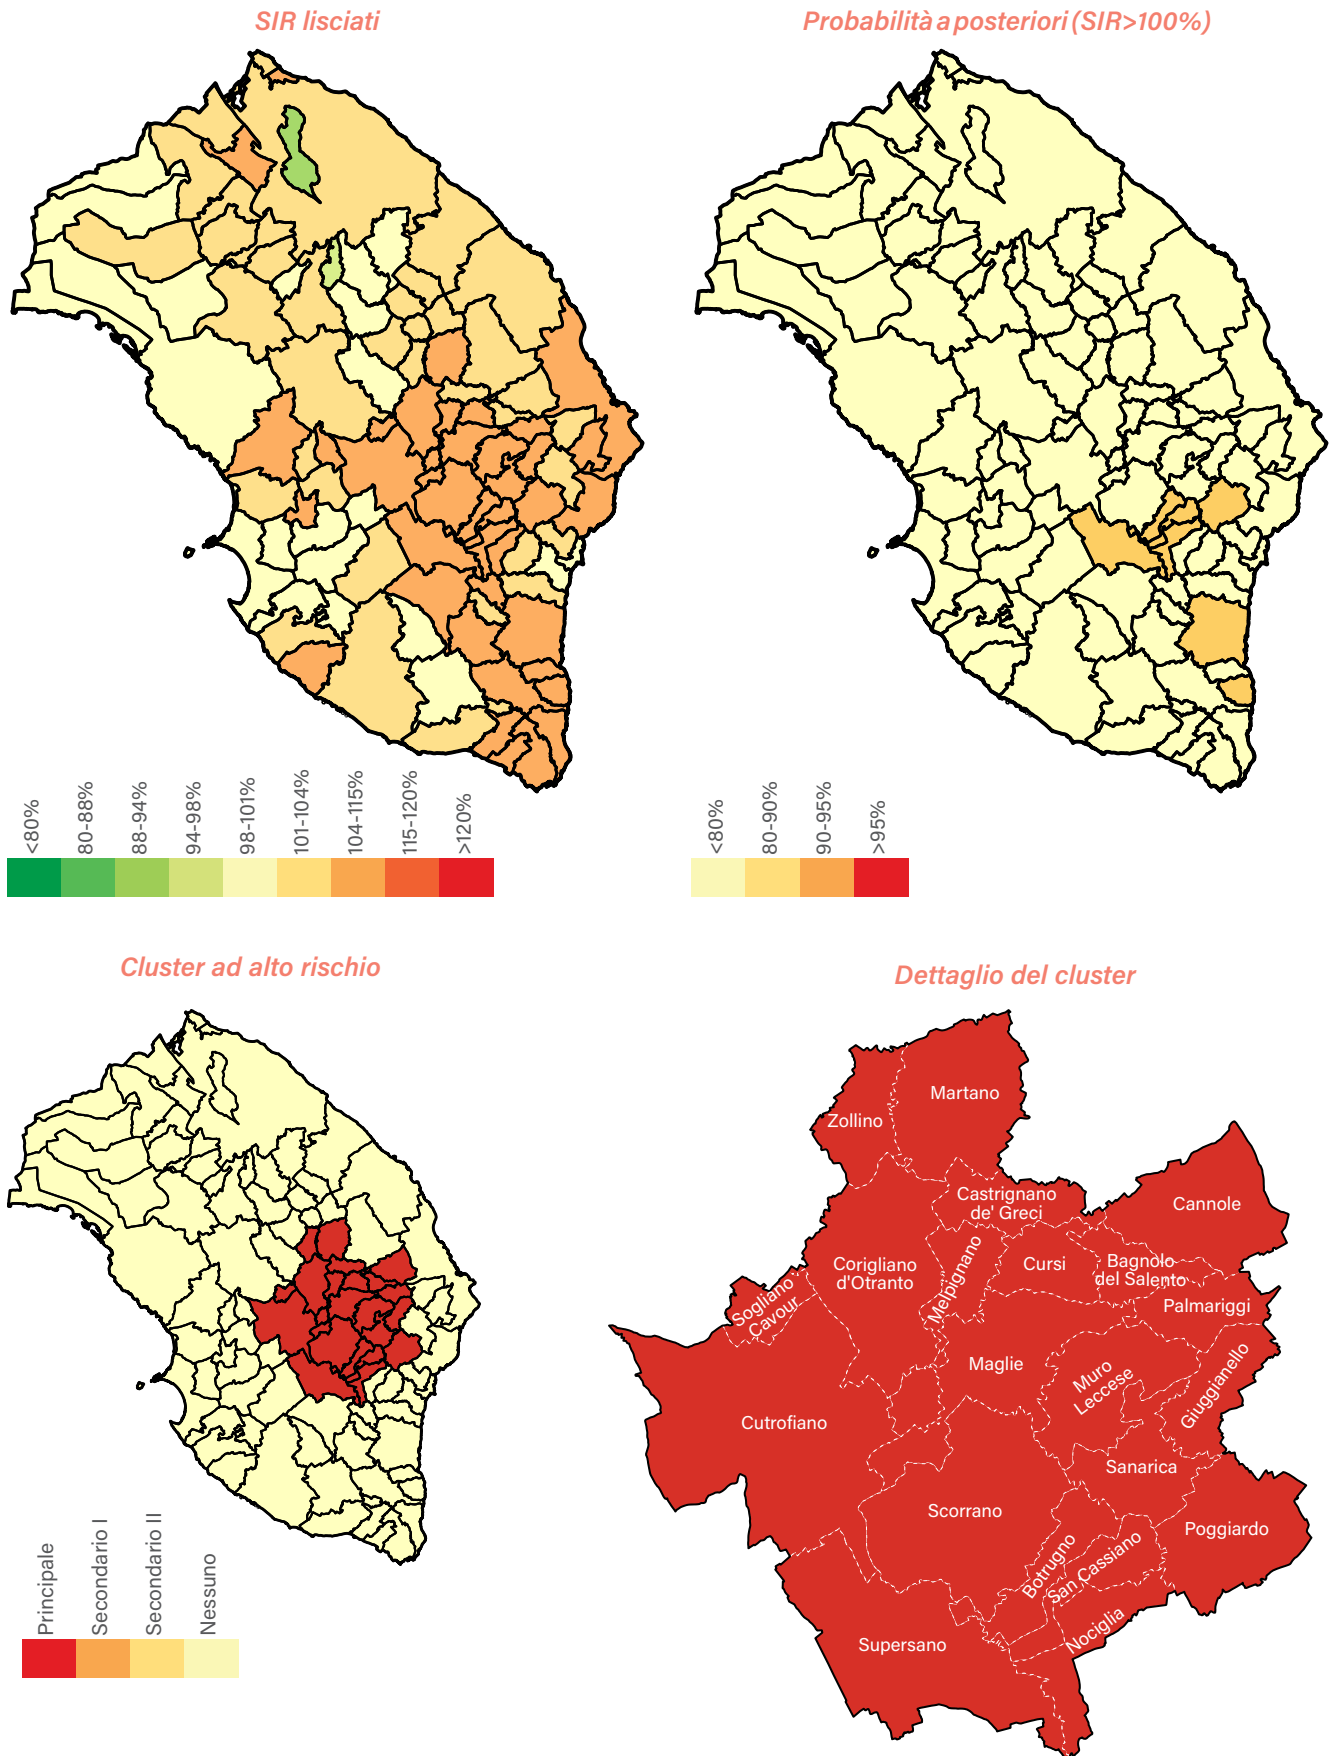 SIR lisciati
Probabilità a posteriori (SIR>100%)
<80%
80-88%
88-94%
94-98%
98-101%
101-104%
104-115%
115-120%
>120%
<80%
80-90%
90-95%
>95%
Cluster ad alto rischio
Dettaglio del cluster
Principale
Secondario I
Secondario II
Nessuno
Martano
Zollino
Castrignano
de' Greci
Cannole
Corigliano
d'Otranto
Melpignano
Cursi
Bagnolo
del Salento
Sogliano
Cavour
Palmariggi
Maglie
Muro
Leccese
Giuggianello
Cutrofiano
Sanarica
Scorrano
Poggiardo
Botrugno
San Cassiano
Nociglia
Supersano